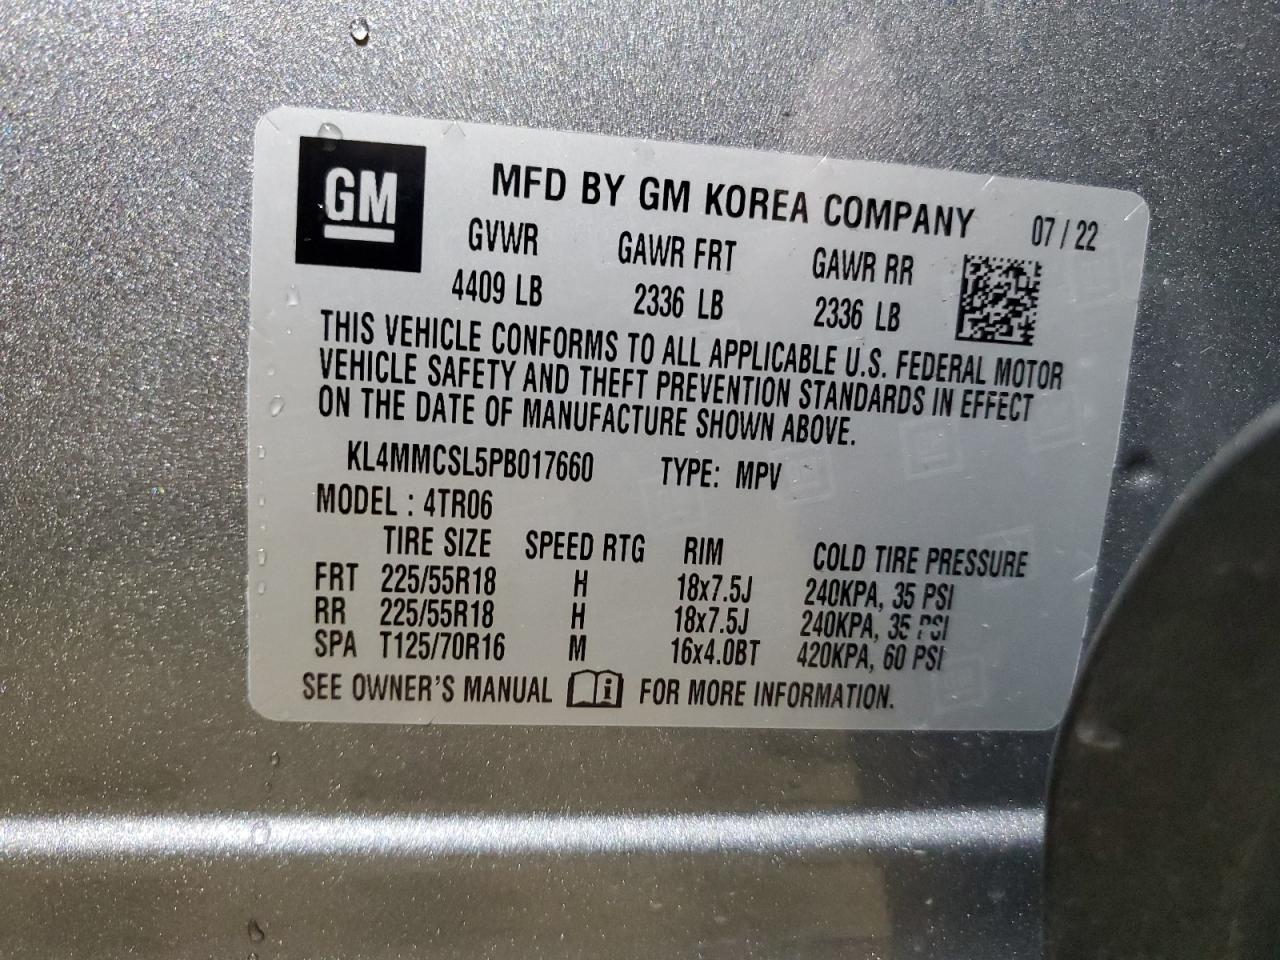 GM
MFD BY GM KOREA COMPANY 07 / 22
GVWR GAWR FRT GAWR RR
4409 LB 2336 LB 2336 LB
THIS VEHICLE CONFORMS TO ALL APPLICABLE U.S. FEDERAL MOTOR
VEHICLE SAFETY AND THEFT PREVENTION STANDARDS IN EFFECT
ON THE DATE OF MANUFACTURE SHOWN ABOVE.
KL4MMCSL5PB017660 TYPE: MPV
MODEL : 4TR06
TIRE SIZE SPEED RTG RIM COLD TIRE PRESSURE
FRT 225/55R18 H 18x7.5J 240KPA, 35 PSI
RR 225/55R18 H 18x7.5J 240KPA, 35 PSI
SPA T125/70R16 M 16x4.0BT 420KPA, 60 PSI
SEE OWNER'S MANUAL i FOR MORE INFORMATION.